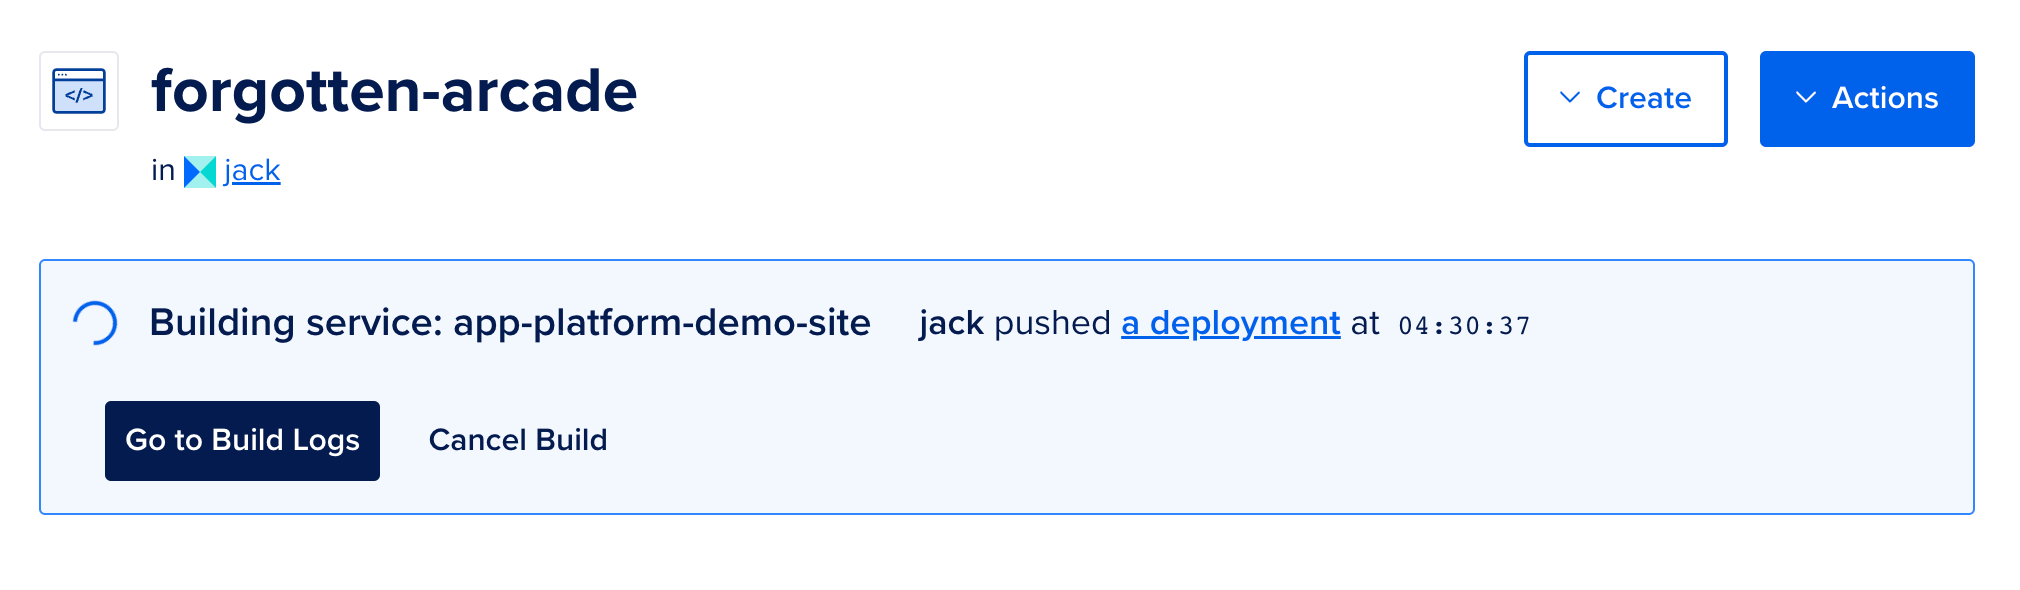 </>
forgotten-arcade
in jack
Create
Actions
Building service: app-platform-demo-site jack pushed a deployment at 04:30:37
Go to Build Logs Cancel Build